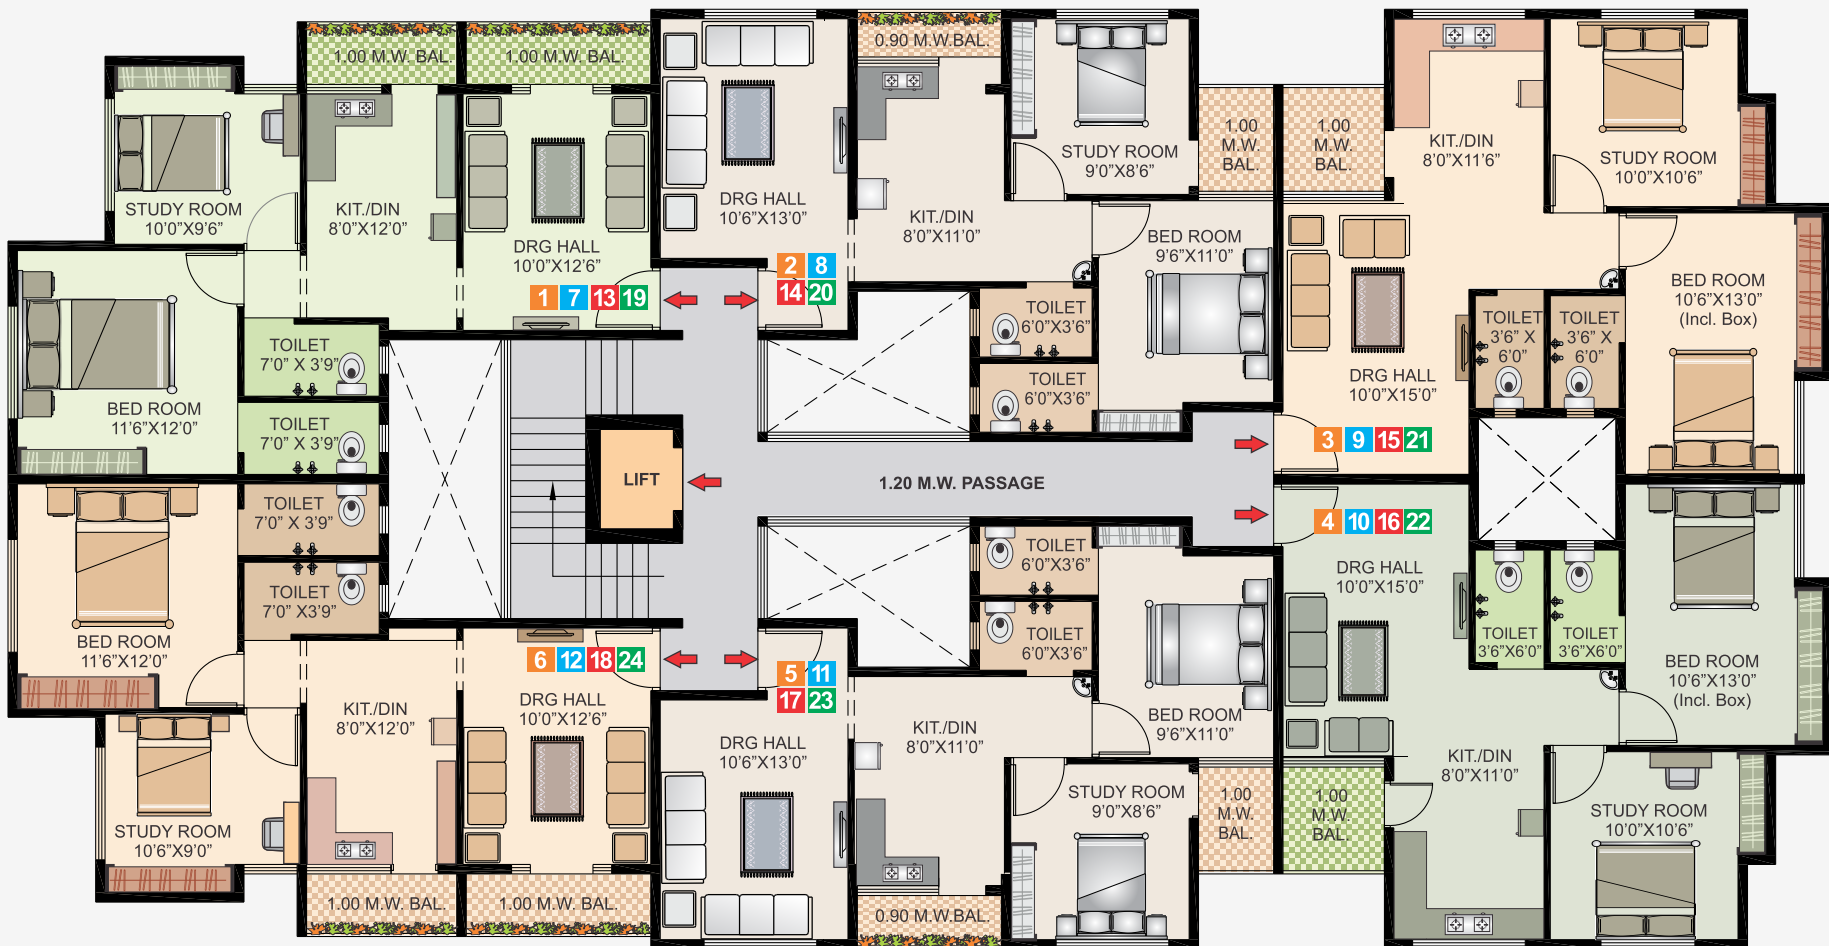 1.00 M.W. BAL.
1.00 M.W. BAL.
0.90 M.W.BAL.
STUDY ROOM
10'0"X9'6"
KIT./DIN
8'0"X12'0"
DRG HALL
10'0"X12'6"
1 7 13 19
DRG HALL
10'6"X13'0"
2 8
14 20
KIT./DIN
8'0"X11'0"
STUDY ROOM
9'0"X8'6"
1.00
M.W.
BAL.
1.00
M.W.
BAL.
KIT./DIN
8'0"X11'6"
STUDY ROOM
10'0"X10'6"
BED ROOM
11'6"X12'0"
TOILET
7'0" X 3'9"
TOILET
7'0" X 3'9"
BED ROOM
9'6"X11'0"
TOILET
6'0"X3'6"
TOILET
6'0"X3'6"
DRG HALL
10'0"X15'0"
TOILET
3'6" X
6'0"
TOILET
3'6" X
6'0"
BED ROOM
10'6"X13'0"
(Incl. Box)
3 9 15 21
LIFT
1.20 M.W. PASSAGE
4 10 16 22
TOILET
7'0" X 3'9"
TOILET
7'0" X3'9"
BED ROOM
11'6"X12'0"
TOILET
6'0"X3'6"
TOILET
6'0"X3'6"
DRG HALL
10'0"X15'0"
TOILET
3'6"X6'0"
TOILET
3'6"X6'0"
BED ROOM
10'6"X13'0"
(Incl. Box)
6 12 18 24
5 11
17 23
DRG HALL
10'0"X12'6"
KIT./DIN
8'0"X12'0"
STUDY ROOM
10'6"X9'0"
DRG HALL
10'6"X13'0"
KIT./DIN
8'0"X11'0"
BED ROOM
9'6"X11'0"
STUDY ROOM
9'0"X8'6"
1.00
M.W.
BAL.
1.00
M.W.
BAL.
KIT./DIN
8'0"X11'0"
STUDY ROOM
10'0"X10'6"
1.00 M.W. BAL.
1.00 M.W. BAL.
0.90 M.W.BAL.